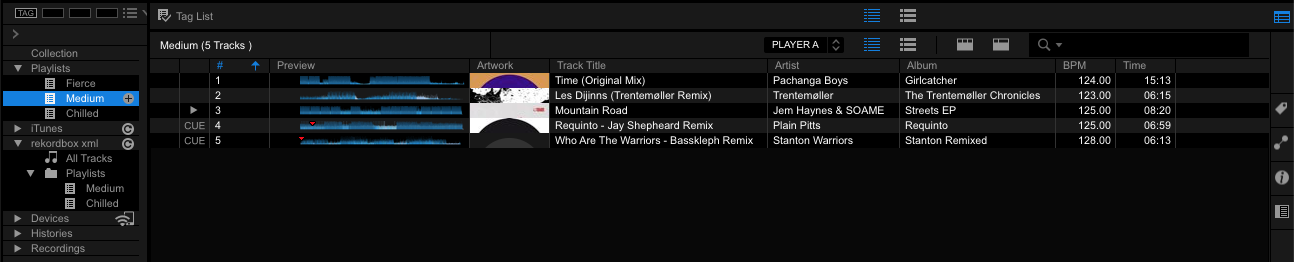 TAG
Tag List
Collection
Playlists
Fierce
Medium
Chilled
iTunes
rekordbox xml
All Tracks
Playlists
Medium
Chilled
Devices
Histories
Recordings
Medium (5 Tracks )
PLAYER A
# Preview Artwork Track Title Artist Album BPM Time
1 Time (Original Mix) Pachanga Boys Girlcatcher 124.00 15:13
2 Les Dijinns (Trentemøller Remix) Trentemøller The Trentemøller Chronicles 123.00 06:15
3 Mountain Road Jem Haynes & SOAME Streets EP 125.00 08:20
CUE 4 Requinto - Jay Shepheard Remix Plain Pitts Requinto 125.00 06:59
CUE 5 Who Are The Warriors - Basskleph Remix Stanton Warriors Stanton Remixed 128.00 06:13